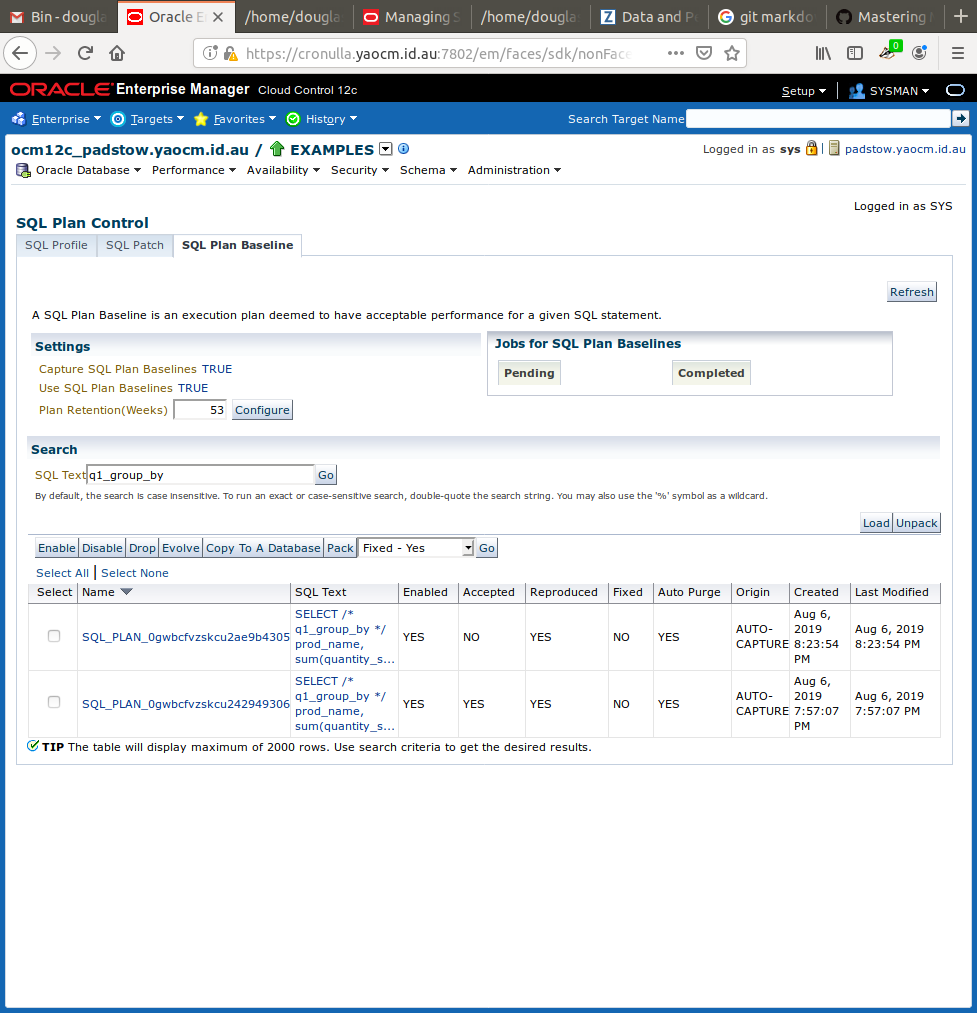 Bin - dougla
Oracle E
/home/dougla
Managing S
/home/dougla
Data and P
git markdo
Mastering
https://cronulla.yaocm.id.au:7802/em/faces/sdk/nonFace
0
ORACLE Enterprise Manager Cloud Control 12c
Setup SYSMAN
Enterprise Targets Favorites History Search Target Name
ocm12c_padstow.yaocm.id.au / EXAMPLES
Logged in as sys padstow.yaocm.id.au
Oracle Database Performance Availability Security Schema Administration
Logged in as SYS
SQL Plan Control
SQL Profile SQL Patch SQL Plan Baseline
Refresh
A SQL Plan Baseline is an execution plan deemed to have acceptable performance for a given SQL statement.
Settings
Capture SQL Plan Baselines TRUE
Use SQL Plan Baselines TRUE
Plan Retention(Weeks) 53 Configure
Jobs for SQL Plan Baselines
Pending Completed
Search
SQL Text q1_group_by Go
By default, the search is case insensitive. To run an exact or case-sensitive search, double-quote the search string. You may also use the '%' symbol as a wildcard.
Load Unpack
Enable Disable Drop Evolve Copy To A Database Pack Fixed - Yes Go
Select All | Select None
Select Name SQL Text Enabled Accepted Reproduced Fixed Auto Purge Origin Created Last Modified
SQL_PLAN_0gwbcfvzskcu2ae9b4305
SELECT /*
q1_group_by */
prod_name,
sum(quantity_s...
YES NO YES NO YES
AUTO-
CAPTURE
Aug 6,
2019
8:23:54
PM
Aug 6, 2019
8:23:54 PM
SQL_PLAN_0gwbcfvzskcu242949306
SELECT /*
q1_group_by */
prod_name,
sum(quantity_s...
YES YES YES NO YES
AUTO-
CAPTURE
Aug 6,
2019
7:57:07
PM
Aug 6, 2019
7:57:07 PM
TIP The table will display maximum of 2000 rows. Use search criteria to get the desired results.